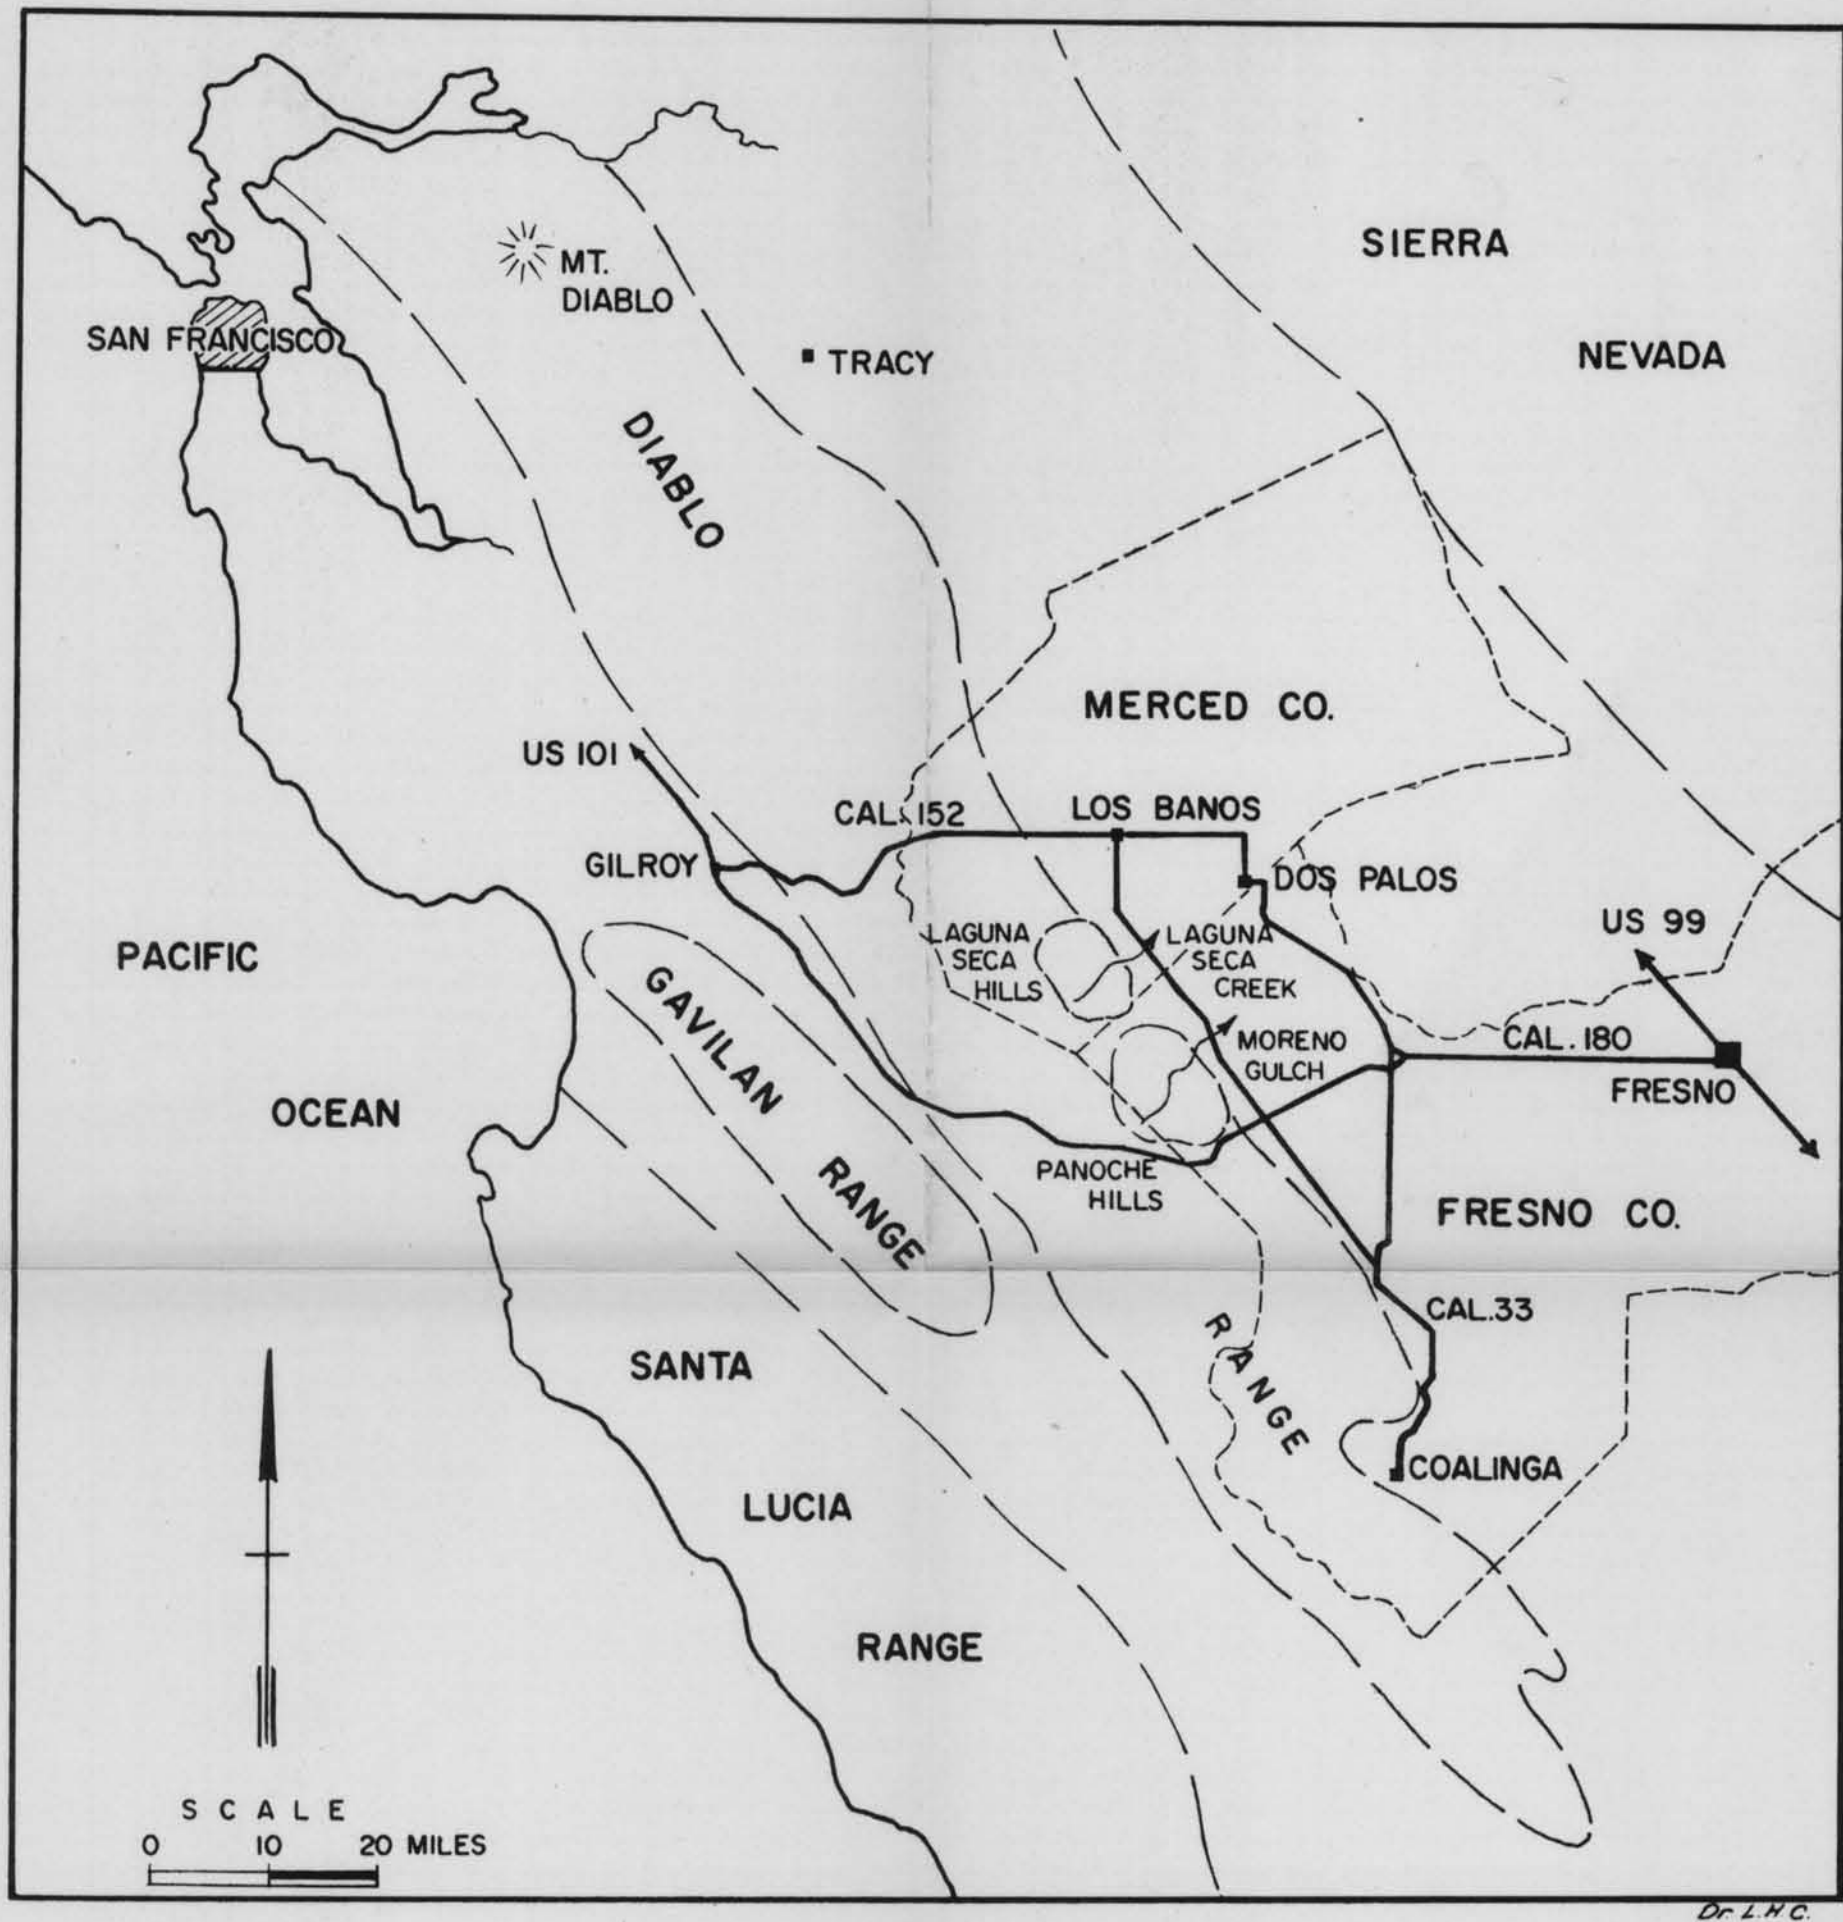 SIERRA
NEVADA
MT.
DIABLO
SAN FRANCISCO
TRACY
DIABLO
MERCED CO.
US 101
CAL. 152
LOS BANOS
GILROY
DOS PALOS
US 99
LAGUNA
SECA
HILLS
LAGUNA
SECA
CREEK
PACIFIC
OCEAN
GAVILAN
RANGE
MORENO
GULCH
CAL. 180
FRESNO
PANOCHE
HILLS
FRESNO CO.
CAL. 33
RANGE
SANTA
LUCIA
RANGE
COALINGA
SCALE
0 10 20 MILES
Dr. L.H.C.